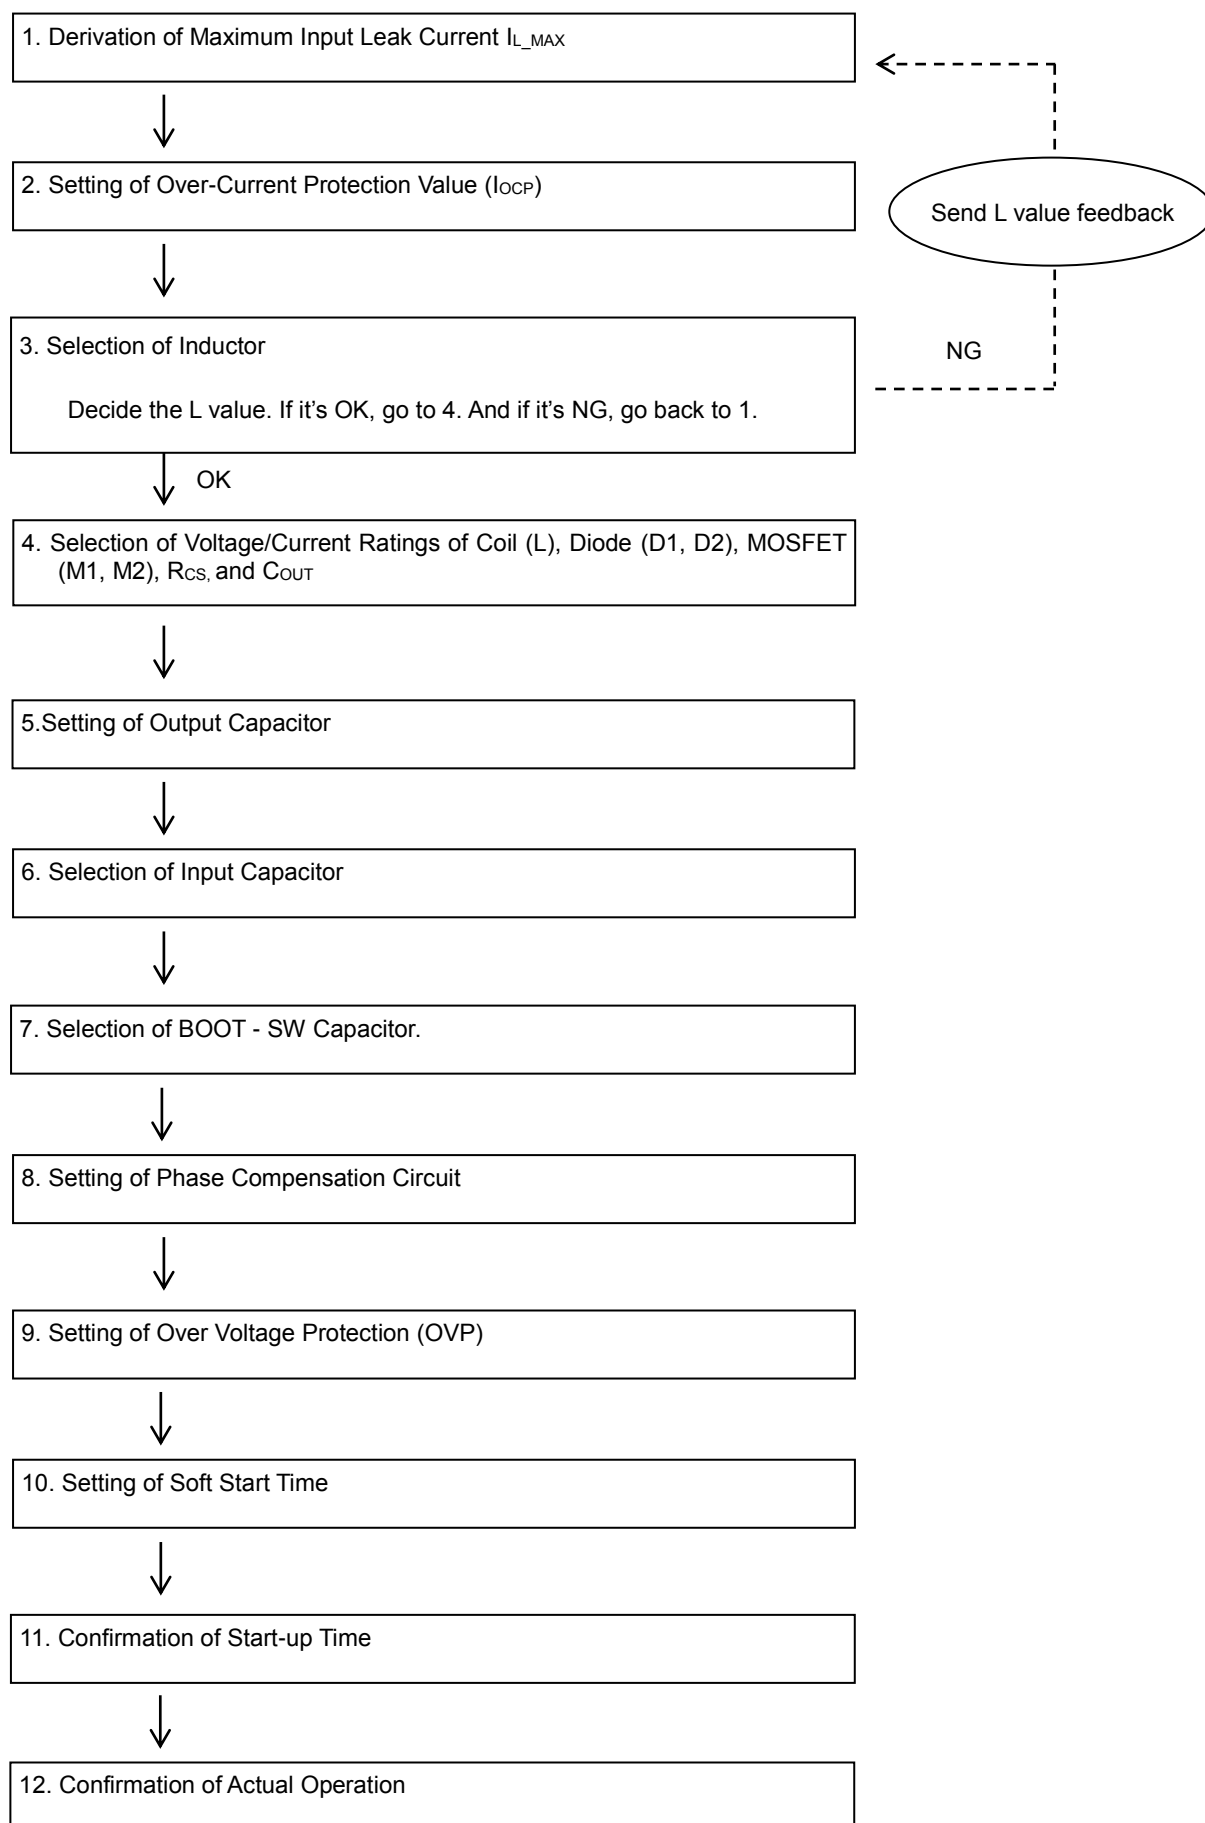 1. Derivation of Maximum Input Leak Current IL_MAX
2. Setting of Over-Current Protection Value (IOCP)
Send L value feedback
3. Selection of Inductor
NG
Decide the L value. If it's OK, go to 4. And if it's NG, go back to 1.
OK
4. Selection of Voltage/Current Ratings of Coil (L), Diode (D1, D2), MOSFET
(M1, M2), RCS, and COUT
5.Setting of Output Capacitor
6. Selection of Input Capacitor
7. Selection of BOOT - SW Capacitor.
8. Setting of Phase Compensation Circuit
9. Setting of Over Voltage Protection (OVP)
10. Setting of Soft Start Time
11. Confirmation of Start-up Time
12. Confirmation of Actual Operation